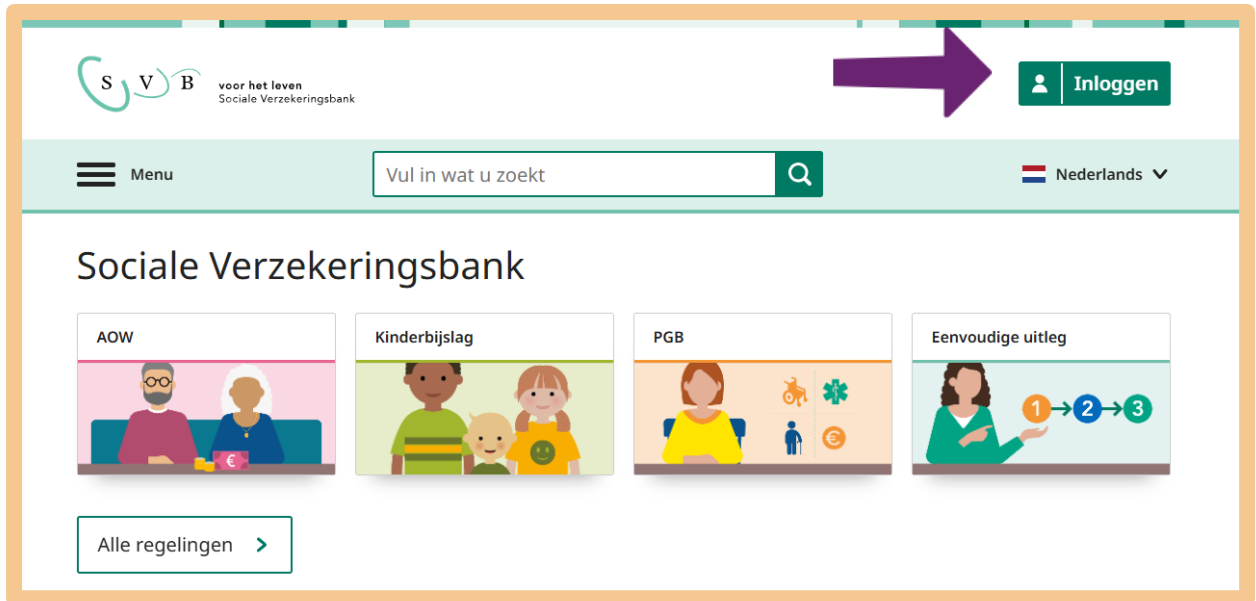 S V B
voor het leven
Sociale Verzekeringsbank
Inloggen
Menu
Vul in wat u zoekt
Nederlands
Sociale Verzekeringsbank
AOW
Kinderbijslag
PGB
Eenvoudige uitleg
€
€
1 → 2 → 3
Alle regelingen >